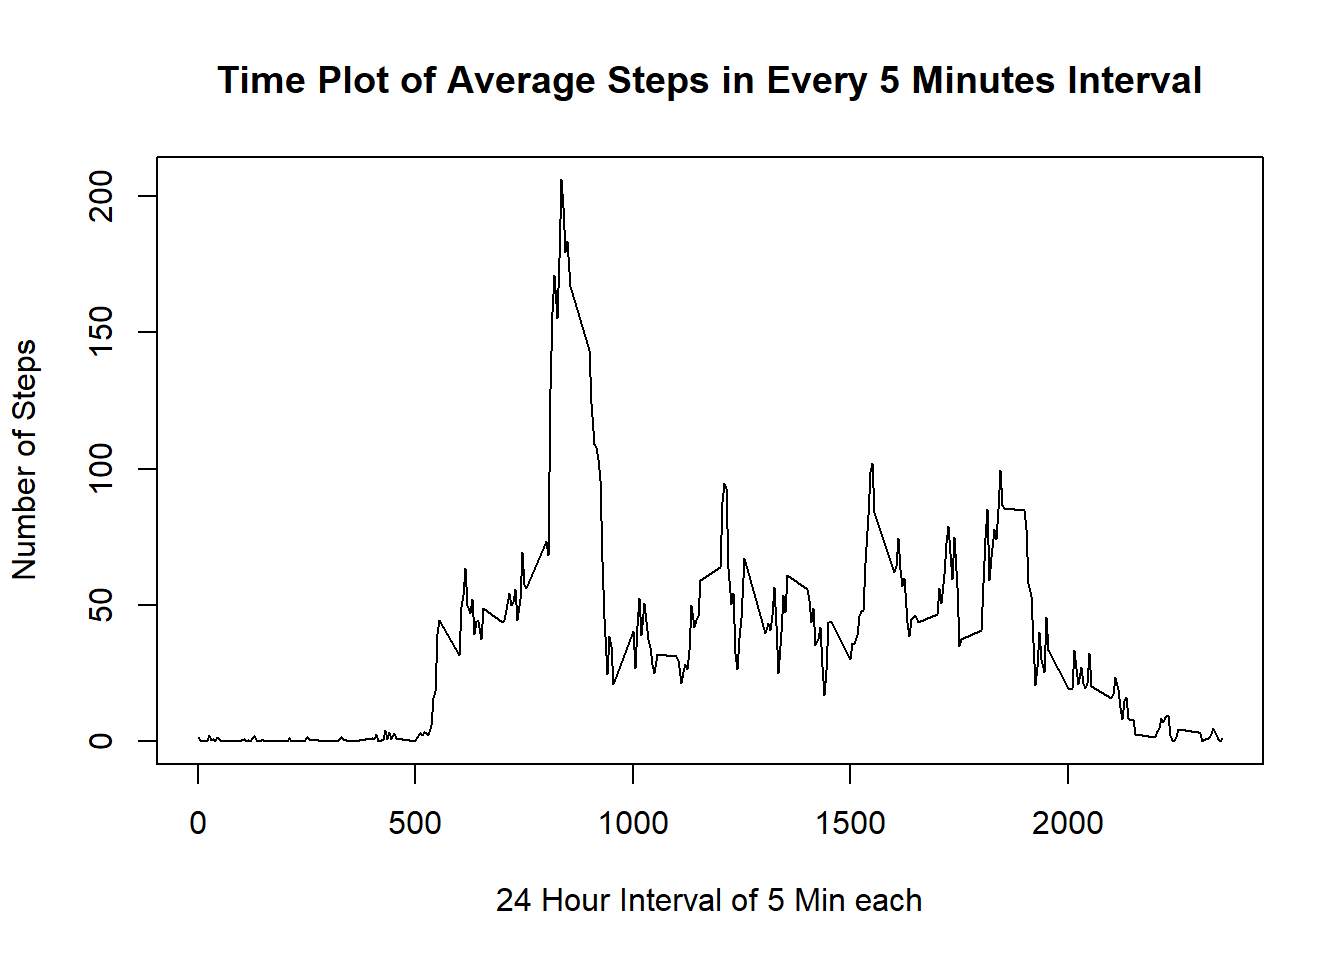 Time Plot of Average Steps in Every 5 Minutes Interval
Number of Steps
200
150
100
50
0
0 500 1000 1500 2000
24 Hour Interval of 5 Min each